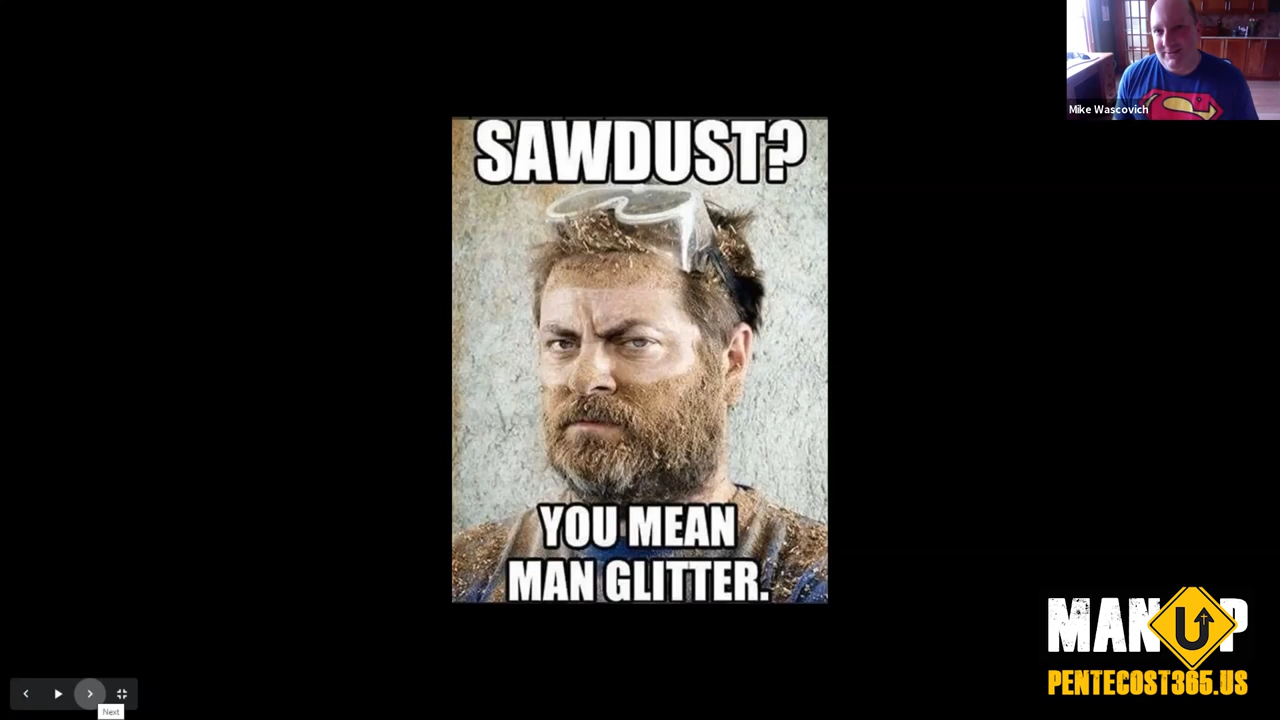 Mike Wascovich
SAWDUST?
YOU MEAN
MAN GLITTER.
MAN UP
PENTECOST365.US
Next